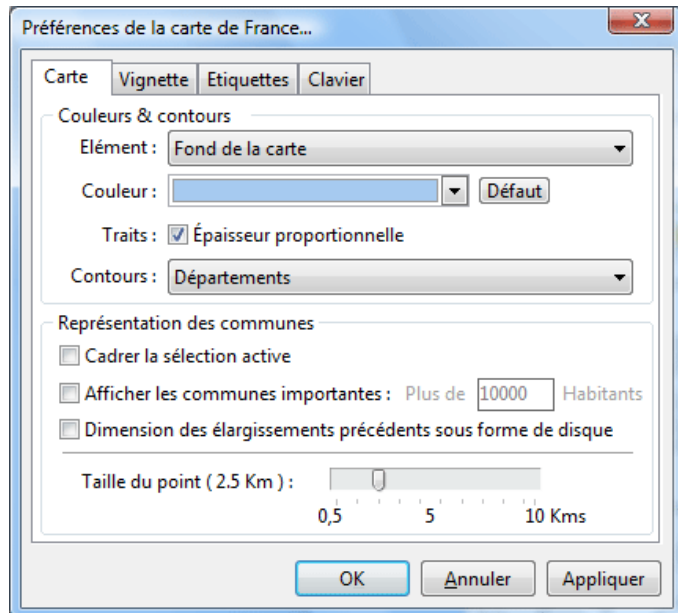 Préférences de la carte de France...
Carte Vignette Etiquettes Clavier
Couleurs & contours
Elément : Fond de la carte
Couleur : Défaut
Traits : Épaisseur proportionnelle
Contours : Départements
Représentation des communes
Cadrer la sélection active
Afficher les communes importantes : Plus de 10000 Habitants
Dimension des élargissements précédents sous forme de disque
Taille du point ( 2.5 Km ) :
0,5 5 10 Kms
OK Annuler Appliquer